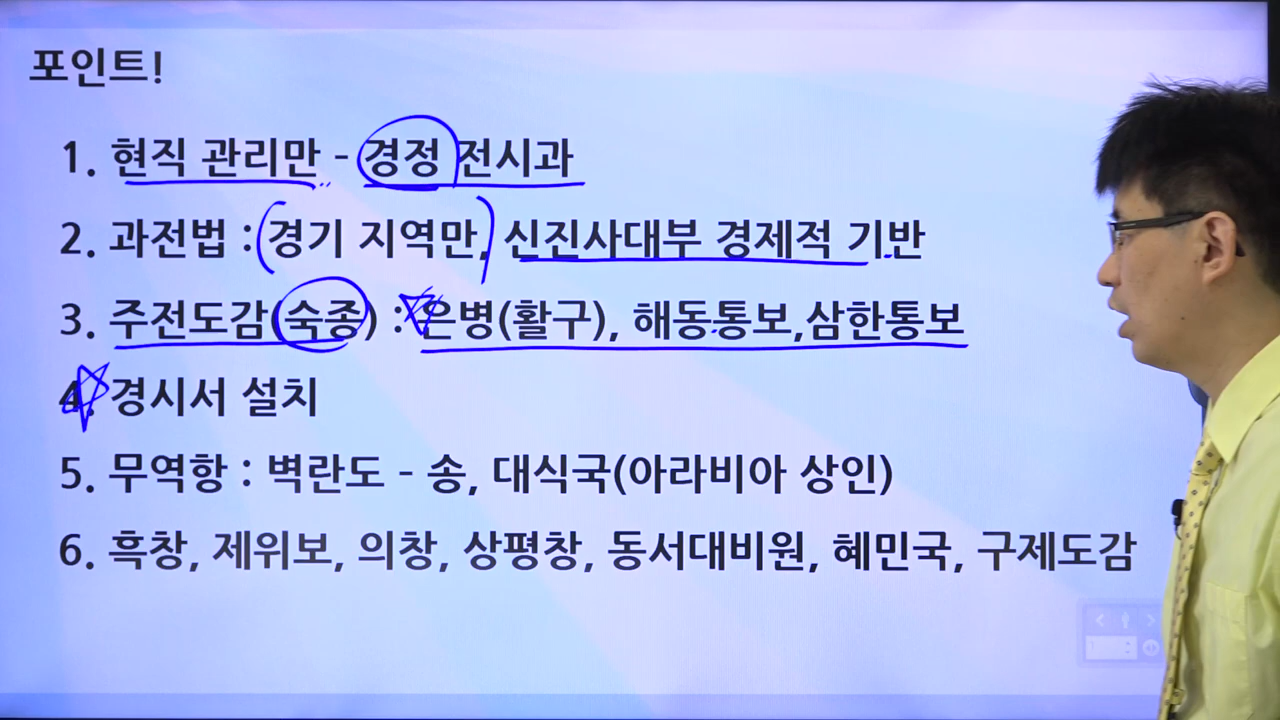 포인트!
1. 현직 관리만 - 경정 전시과
2. 과전법 : 경기 지역만, 신진사대부 경제적 기반
3. 주전도감(숙종) : 은병(활구), 해동통보,삼한통보
4. 경시서 설치
5. 무역항 : 벽란도 - 송, 대식국(아라비아 상인)
6. 흑창, 제위보, 의창, 상평창, 동서대비원, 혜민국, 구제도감